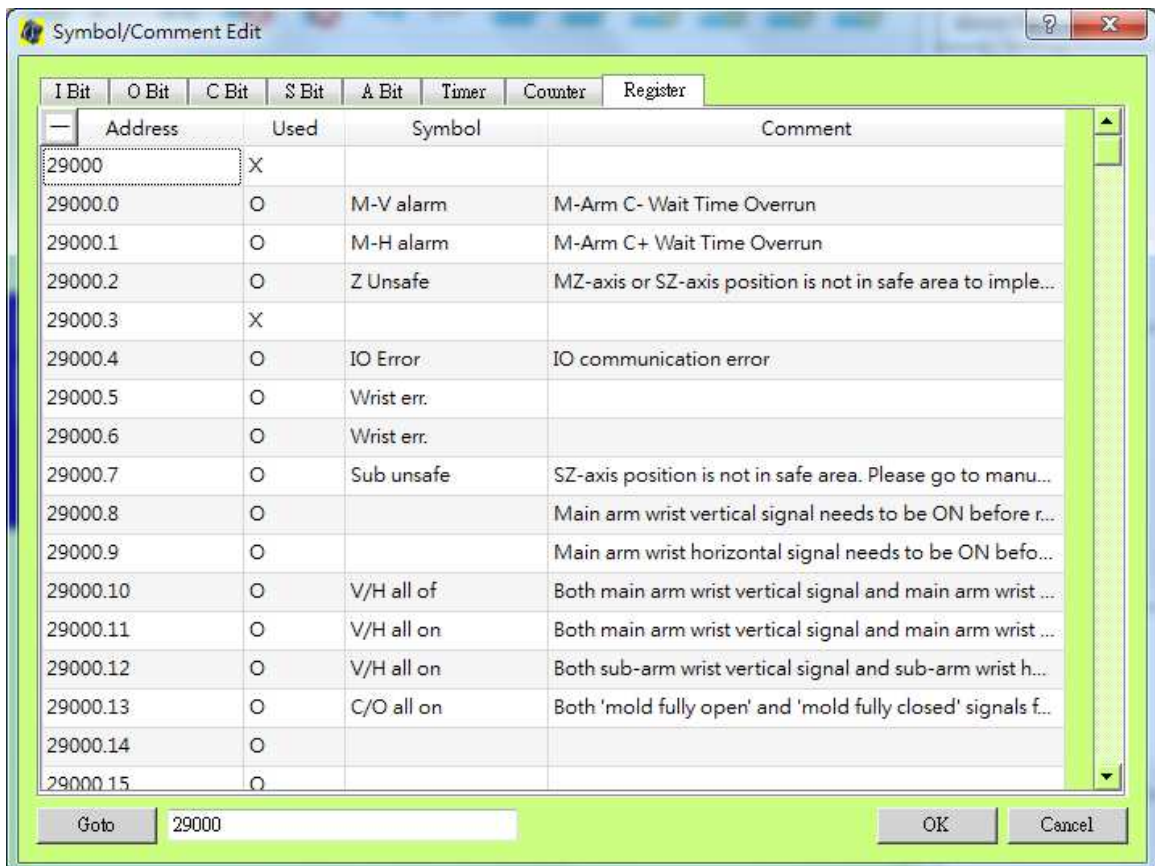 Symbol/Comment Edit
I Bit O Bit C Bit S Bit A Bit Timer Counter Register
Address Used Symbol Comment
29000 X
29000.0 O M-V alarm M-Arm C- Wait Time Overrun
29000.1 O M-H alarm M-Arm C+ Wait Time Overrun
29000.2 O Z Unsafe MZ-axis or SZ-axis position is not in safe area to imple...
29000.3 X
29000.4 O IO Error IO communication error
29000.5 O Wrist err.
29000.6 O Wrist err.
29000.7 O Sub unsafe SZ-axis position is not in safe area. Please go to manu...
29000.8 O Main arm wrist vertical signal needs to be ON before r...
29000.9 O Main arm wrist horizontal signal needs to be ON befo...
29000.10 O V/H all of Both main arm wrist vertical signal and main arm wrist ...
29000.11 O V/H all on Both main arm wrist vertical signal and main arm wrist ...
29000.12 O V/H all on Both sub-arm wrist vertical signal and sub-arm wrist h...
29000.13 O C/O all on Both 'mold fully open' and 'mold fully closed' signals f...
29000.14 O
29000.15 O
Goto 29000 OK Cancel